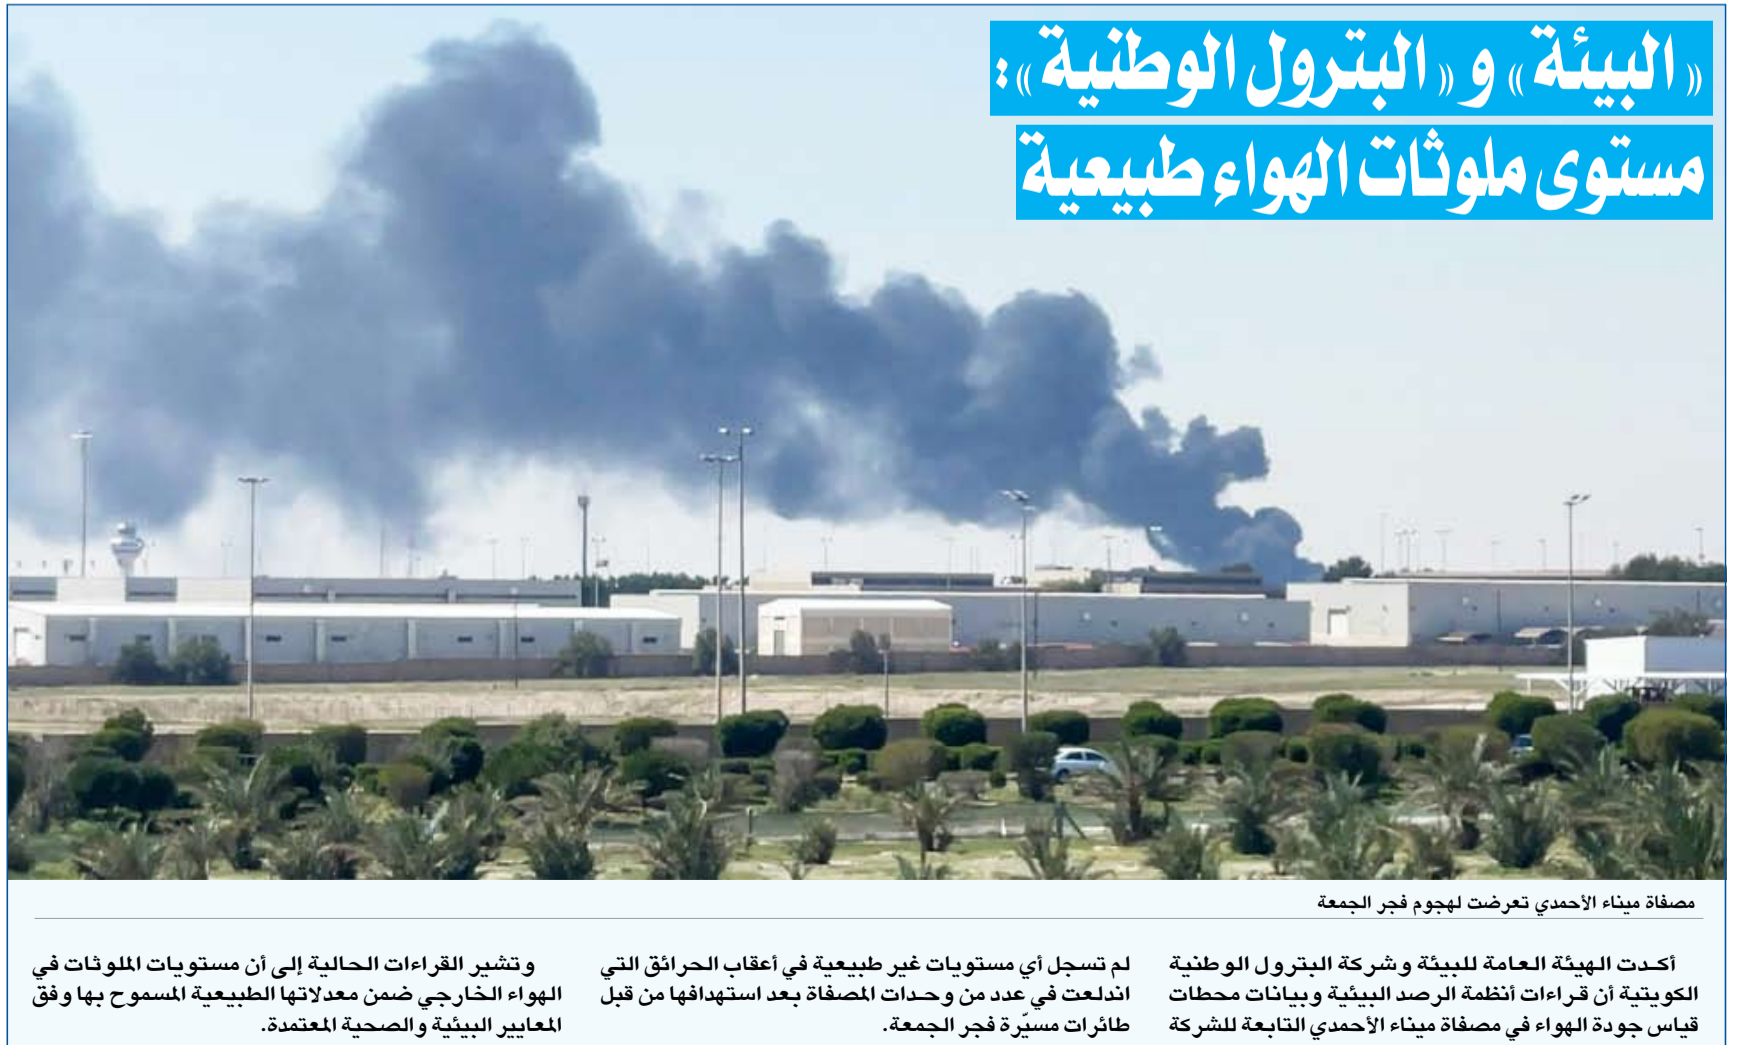 «البيئة» و«البترول الوطنية»:
مستوى ملوثات الهواء طبيعية
مصفاة ميناء الأحمدي تعرضت لهجوم فجر الجمعة
أكـدت الهيئة العامة للبيئة وشركة البترول الوطنية
الكويتية أن قراءات أنظمة الرصد البيئية وبيانات محطات
قياس جودة الهواء في مصفاة ميناء الأحمدي التابعة للشركة
لم تسجل أي مستويات غير طبيعية في أعقاب الحرائق التي
اندلعت في عدد من وحدات المصفاة بعد استهدافها من قبل
طائرات مسيّرة فجر الجمعة.
وتشير القراءات الحالية إلى أن مستويات الملوثات في
الهواء الخارجي ضمن معدلاتها الطبيعية المسموح بها وفق
المعايير البيئية والصحية المعتمدة.